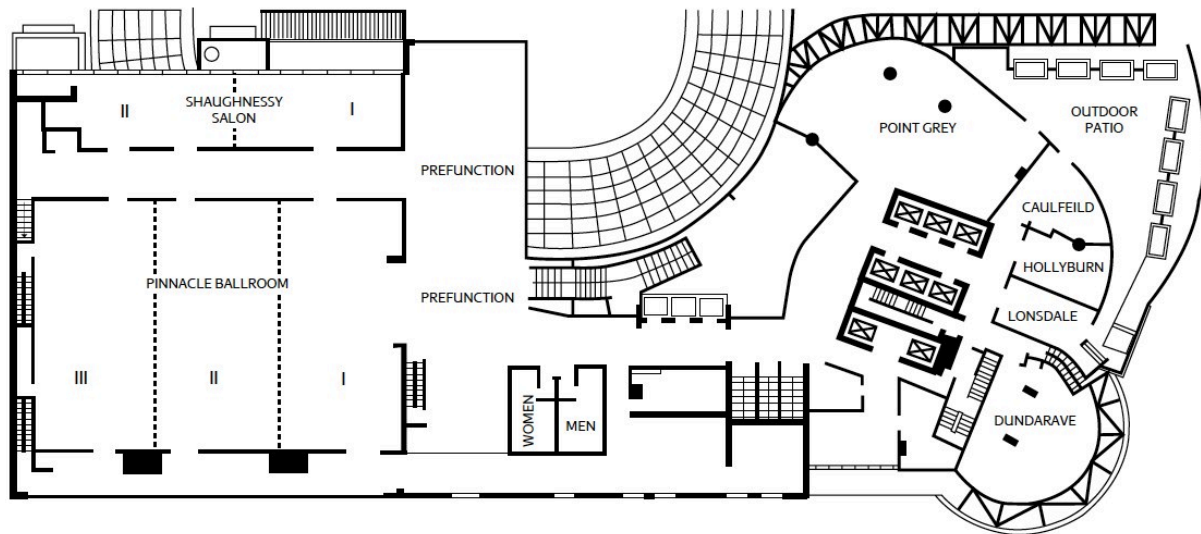 SHAUGHNESSY
SALON
II
I
PREFUNCTION
POINT GREY
OUTDOOR
PATIO
CAULFEILD
HOLLYBURN
LONSDALE
PINNACLE BALLROOM
PREFUNCTION
III
II
I
WOMEN
MEN
DUNDARAVE